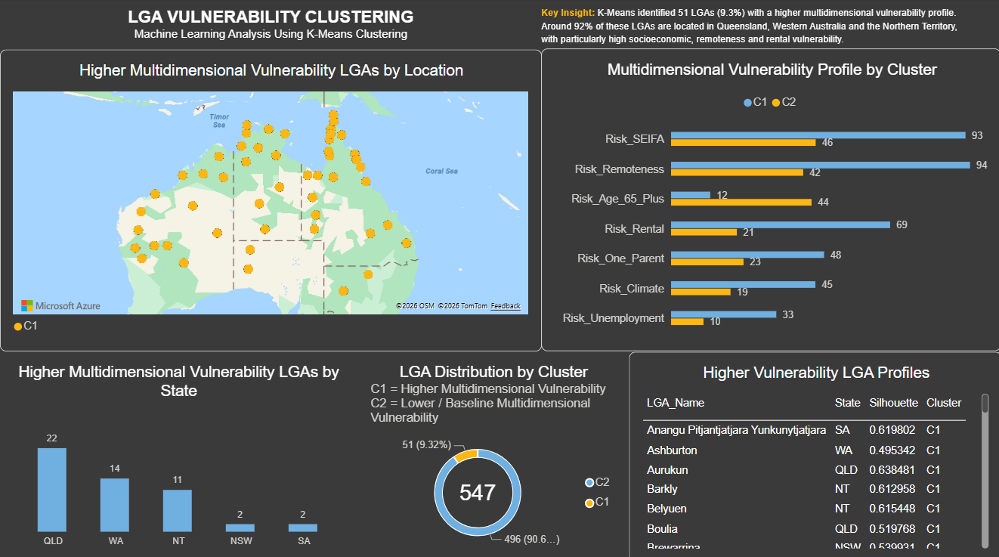 LGA VULNERABILITY CLUSTERING
Machine Learning Analysis Using K-Means Clustering
Key Insight: K-Means identified 51 LGAs (9.3%) with a higher multidimensional vulnerability profile.
Around 92% of these LGAs are located in Queensland, Western Australia and the Northern Territory,
with particularly high socioeconomic, remoteness and rental vulnerability.
Higher Multidimensional Vulnerability LGAs by Location
Timor
Sea
Coral Sea
Microsoft Azure
©2026 OSM ©2026 TomTom Feedback
C1
Multidimensional Vulnerability Profile by Cluster
C1 C2
Risk_SEIFA 93
46
Risk_Remoteness 94
42
Risk_Age_65_Plus 12
44
Risk_Rental 69
21
Risk_One_Parent 48
23
Risk_Climate 45
19
Risk_Unemployment 33
10
Higher Multidimensional Vulnerability LGAs by
State
22
14
11
2
2
QLD WA NT NSW SA
LGA Distribution by Cluster
C1 = Higher Multidimensional Vulnerability
C2 = Lower / Baseline Multidimensional
Vulnerability
51 (9.32%)
547
C2
C1
496 (90.6...)
Higher Vulnerability LGA Profiles
LGA_Name State Silhouette Cluster
Anangu Pitjantjatjara Yunkunytjatjara SA 0.619802 C1
Ashburton WA 0.495342 C1
Aurukun QLD 0.638481 C1
Barkly NT 0.612958 C1
Belyuen NT 0.615448 C1
Boulia QLD 0.519768 C1
Brewarrina NSW 0.539931 C1